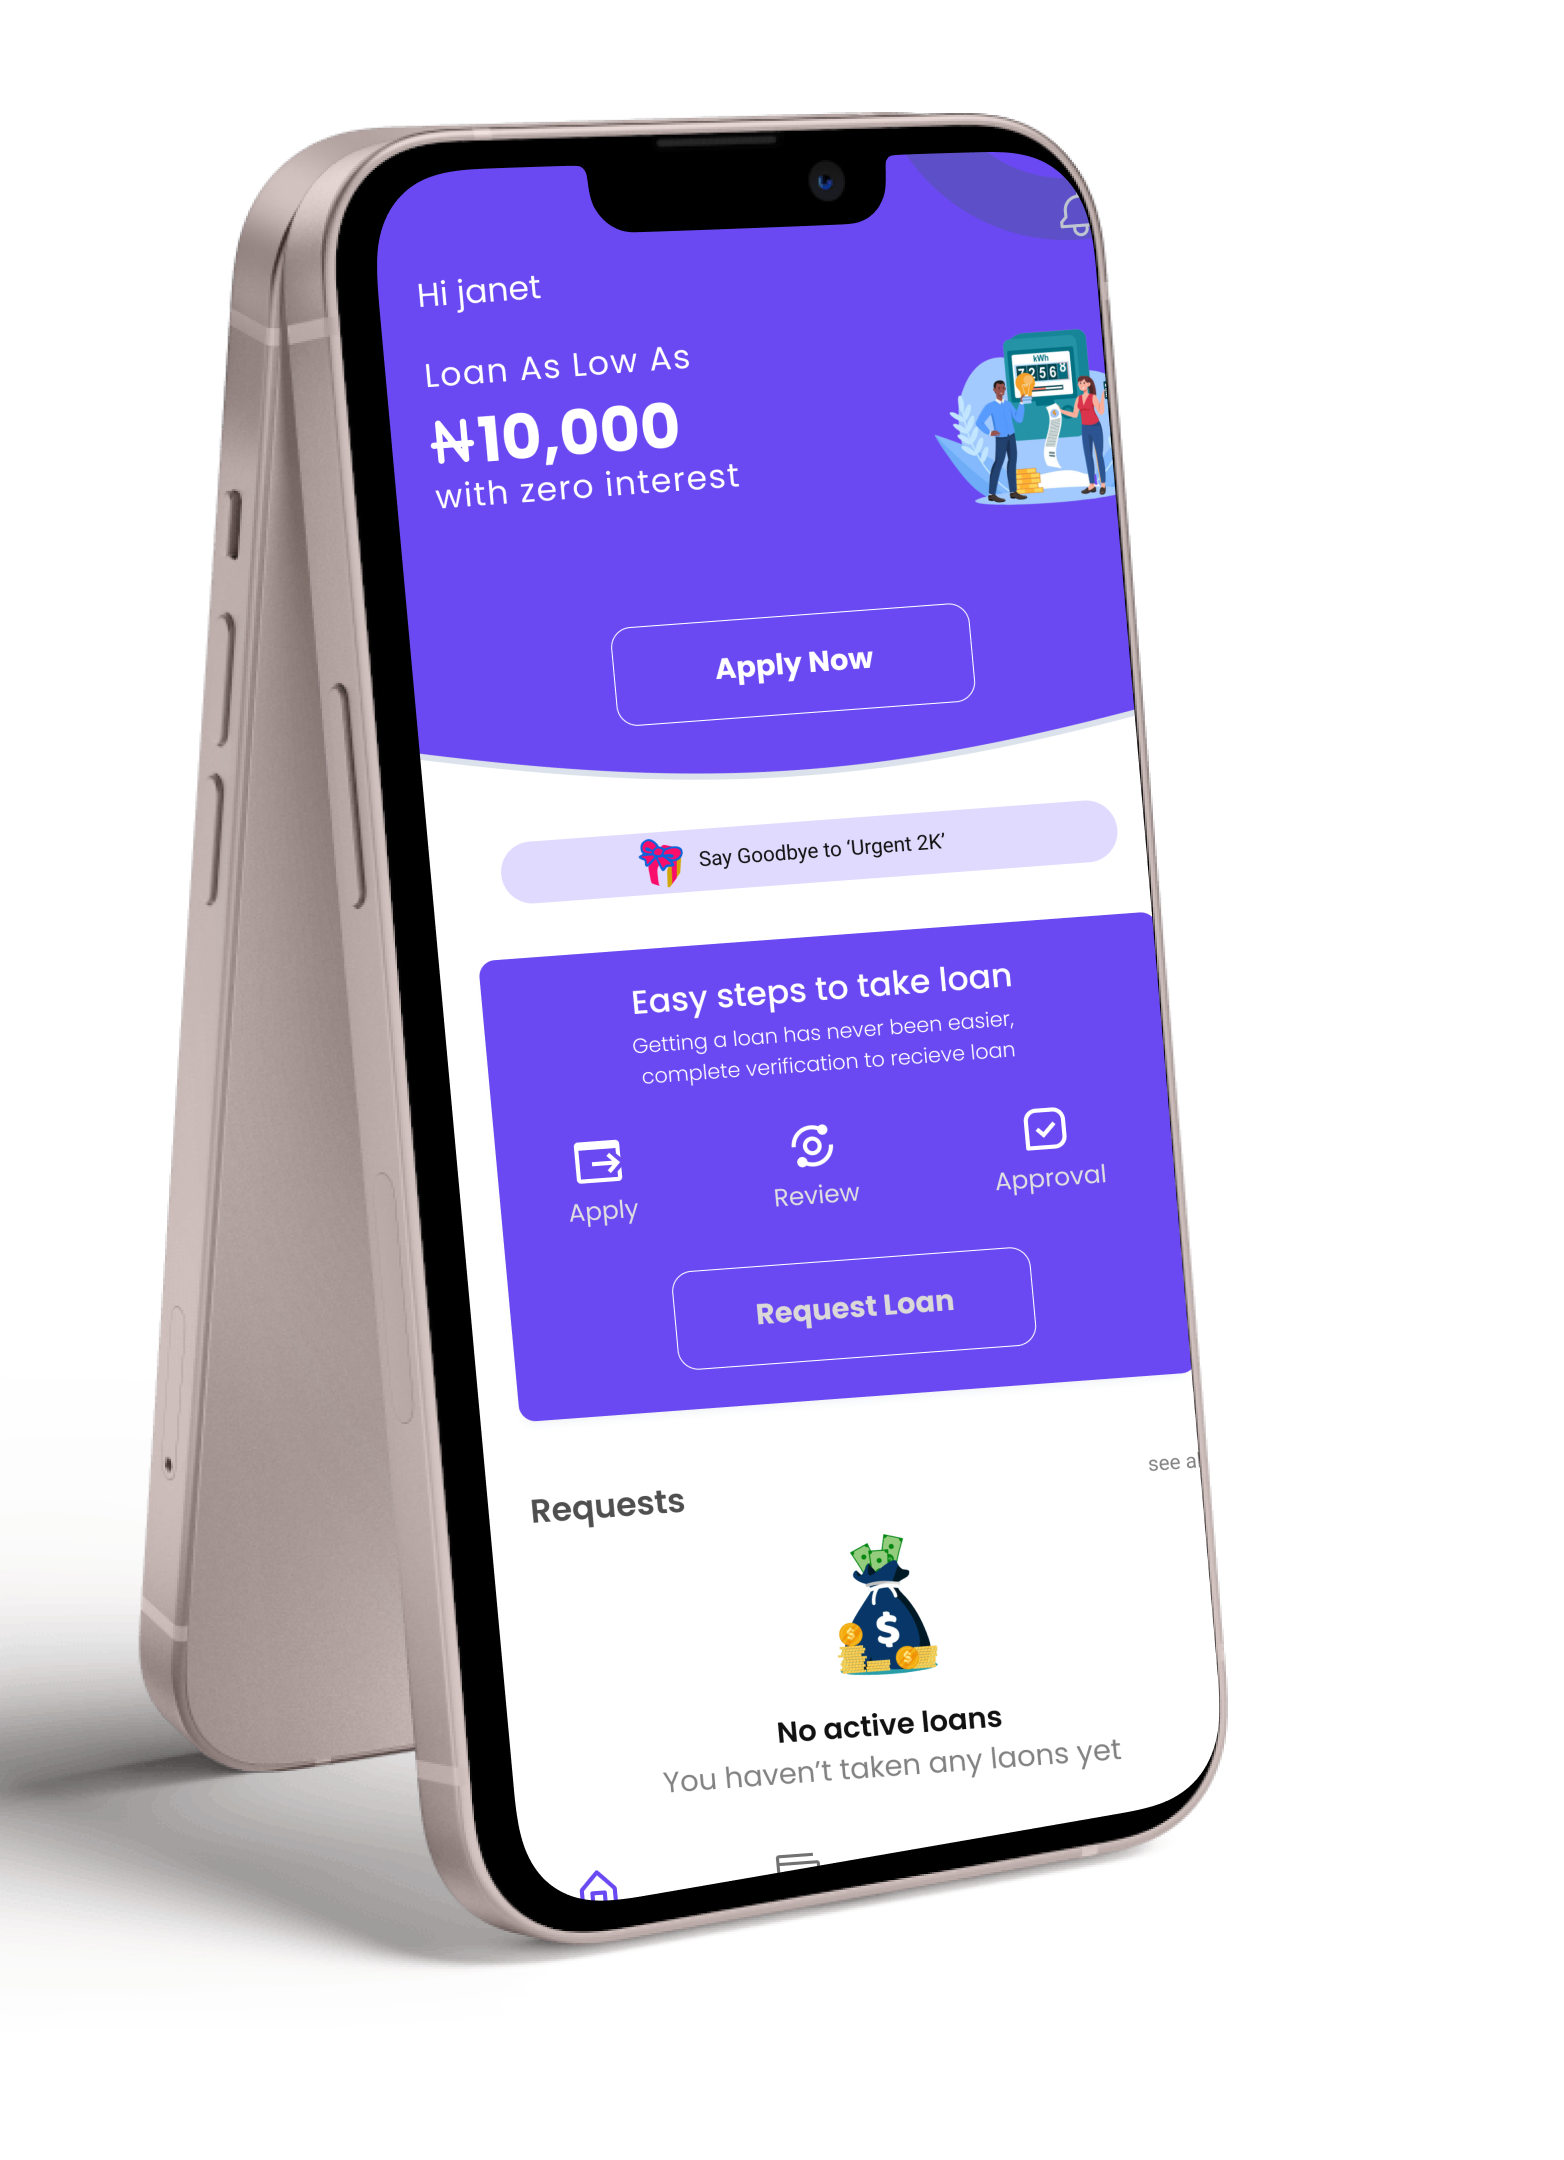 Hi janet
Loan As Low As
₦10,000
with zero interest
kWh
Apply Now
Say Goodbye to ‘Urgent 2K’
Easy steps to take loan
Getting a loan has never been easier,
complete verification to recieve loan
Apply
Review
Approval
Request Loan
see al
Requests
$
No active loans
You haven’t taken any laons yet